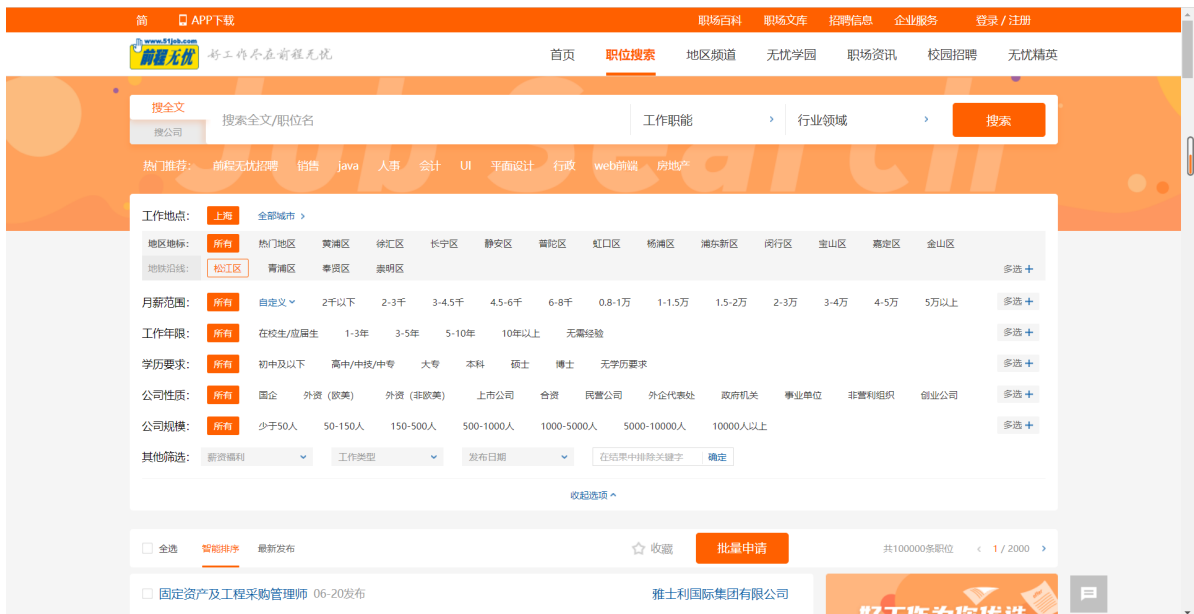 简 APP下载 职场百科 职场文库 招聘信息 企业服务 登录 / 注册
www.51job.com
前程无忧 好工作尽在前程无忧 首页 职位搜索 地区频道 无忧学园 职场资讯 校园招聘 无忧精英
Job Search
搜全文
搜索全文/职位名 工作职能 行业领域 搜索
搜公司
热门推荐: 前程无忧招聘 销售 java 人事 会计 UI 平面设计 行政 web前端 房地产
工作地点: 上海 全部城市
地区地标: 所有 热门地区 黄浦区 徐汇区 长宁区 静安区 普陀区 虹口区 杨浦区 浦东新区 闵行区 宝山区 嘉定区 金山区
地铁沿线: 松江区 青浦区 奉贤区 崇明区 多选
月薪范围: 所有 自定义 2千以下 2-3千 3-4.5千 4.5-6千 6-8千 0.8-1万 1-1.5万 1.5-2万 2-3万 3-4万 4-5万 5万以上 多选
工作年限: 所有 在校生/应届生 1-3年 3-5年 5-10年 10年以上 无需经验 多选
学历要求: 所有 初中及以下 高中/中技/中专 大专 本科 硕士 博士 无学历要求 多选
公司性质: 所有 国企 外资 (欧美) 外资 (非欧美) 上市公司 合资 民营公司 外企代表处 政府机关 事业单位 非营利组织 创业公司 多选
公司规模: 所有 少于50人 50-150人 150-500人 500-1000人 1000-5000人 5000-10000人 10000人以上 多选
其他筛选: 薪资福利 工作类型 发布日期 在结果中排除关键字 确定
收起选项
全选 智能排序 最新发布 收藏 批量申请 共100000条职位 1 / 2000
固定资产及工程采购管理师 06-20发布 雅士利国际集团有限公司
好工作为你优选